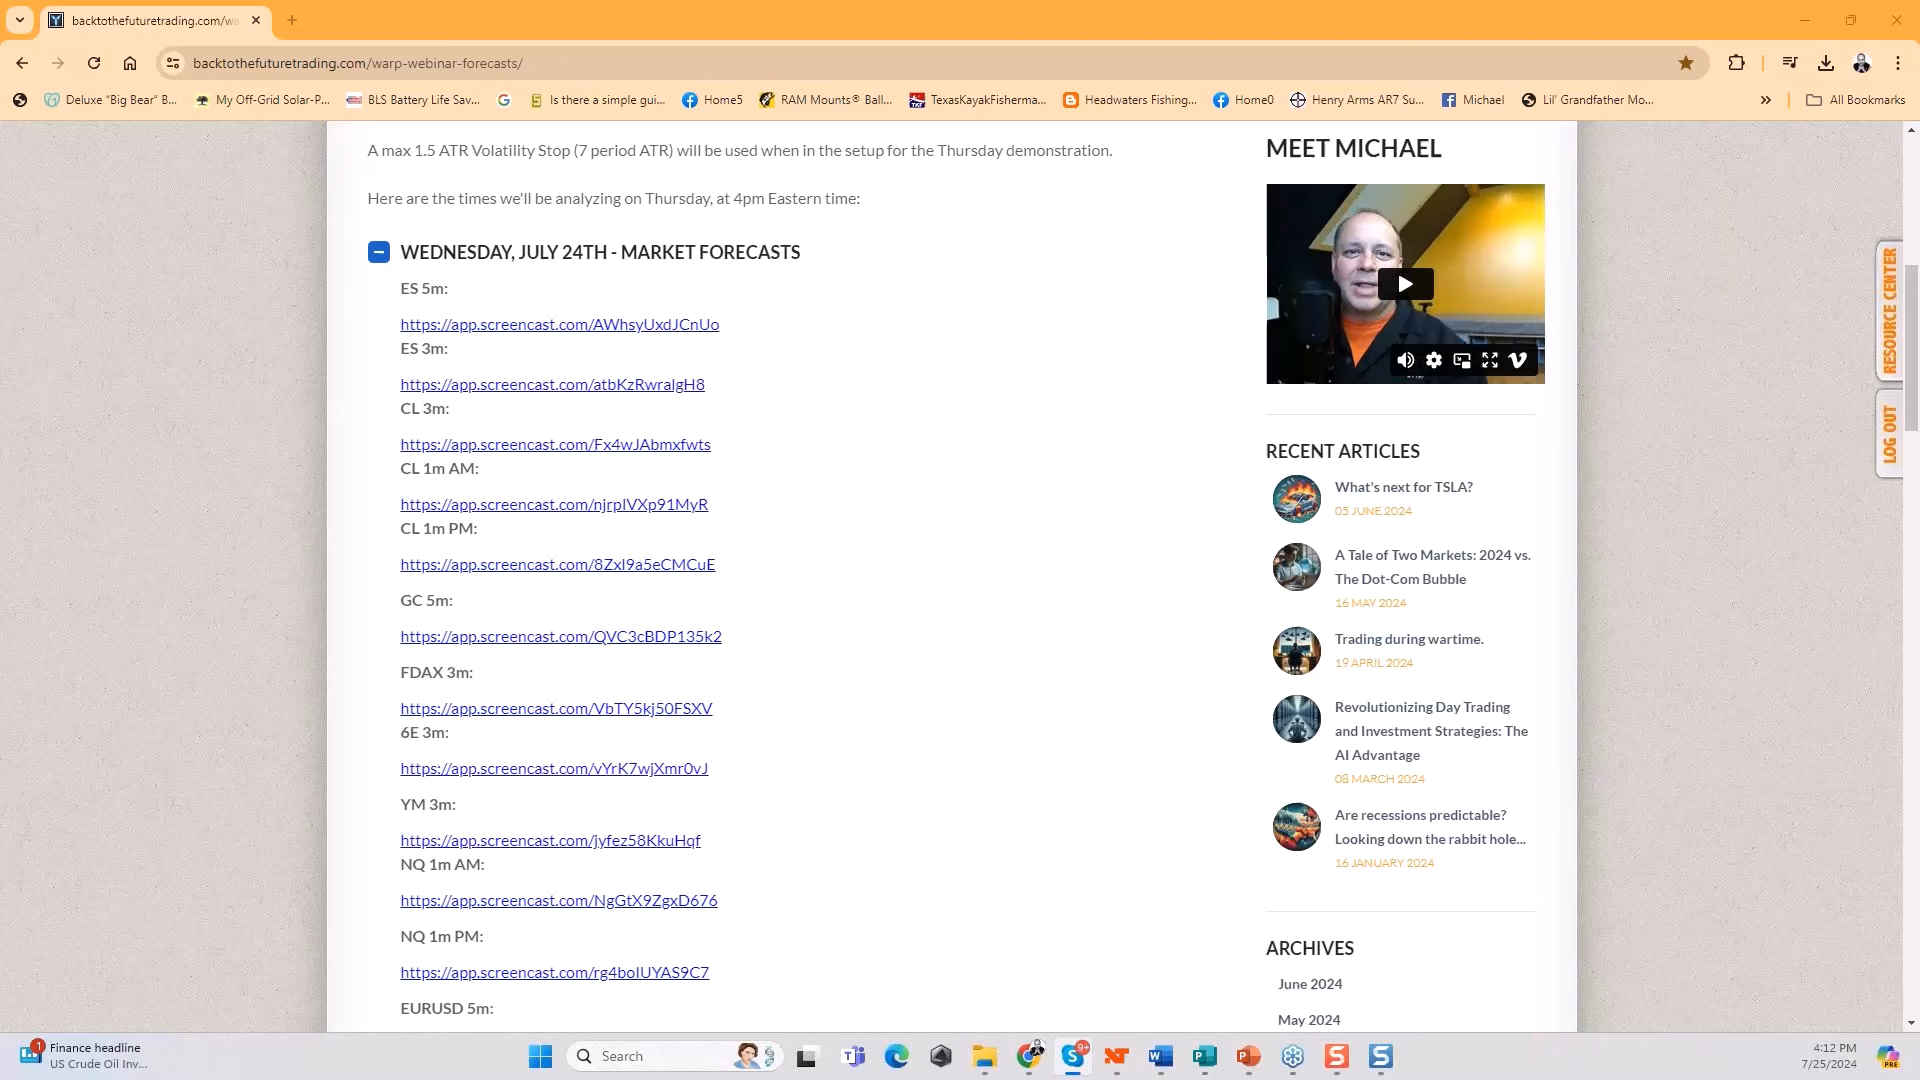 backtothefuturetrading.com/wa
backtothefuturetrading.com/warp-webinar-forecasts/
Deluxe "Big Bear" B...
My Off-Grid Solar-P...
BLS Battery Life Sav...
Is there a simple gui...
Home5
RAM Mounts® Ball...
TexasKayakFisherma...
Headwaters Fishing...
Home0
Henry Arms AR7 Su...
Michael
Lil' Grandfather Mo...
All Bookmarks
A max 1.5 ATR Volatility Stop (7 period ATR) will be used when in the setup for the Thursday demonstration.
Here are the times we'll be analyzing on Thursday, at 4pm Eastern time:
WEDNESDAY, JULY 24TH - MARKET FORECASTS
ES 5m:
https://app.screencast.com/AWhsyUxdJCnUo
ES 3m:
https://app.screencast.com/atbKzRwralgH8
CL 3m:
https://app.screencast.com/Fx4wJAbmxfwts
CL 1m AM:
https://app.screencast.com/njrpIVXp91MyR
CL 1m PM:
https://app.screencast.com/8ZxI9a5eCMCuE
GC 5m:
https://app.screencast.com/QVC3cBDP135k2
FDAX 3m:
https://app.screencast.com/VbTY5kj50FSXV
6E 3m:
https://app.screencast.com/vYrK7wjXmr0vJ
YM 3m:
https://app.screencast.com/jyfez58KkuHqf
NQ 1m AM:
https://app.screencast.com/NgGtX9ZgxD676
NQ 1m PM:
https://app.screencast.com/rg4boIUYAS9C7
EURUSD 5m:
MEET MICHAEL
RECENT ARTICLES
What's next for TSLA?
05 JUNE 2024
A Tale of Two Markets: 2024 vs.
The Dot-Com Bubble
16 MAY 2024
Trading during wartime.
19 APRIL 2024
Revolutionizing Day Trading
and Investment Strategies: The
AI Advantage
08 MARCH 2024
Are recessions predictable?
Looking down the rabbit hole...
16 JANUARY 2024
ARCHIVES
June 2024
May 2024
RESOURCE CENTER
LOG OUT
1
Finance headline
US Crude Oil Inv...
Search
9+
4:12 PM
7/25/2024
PRE